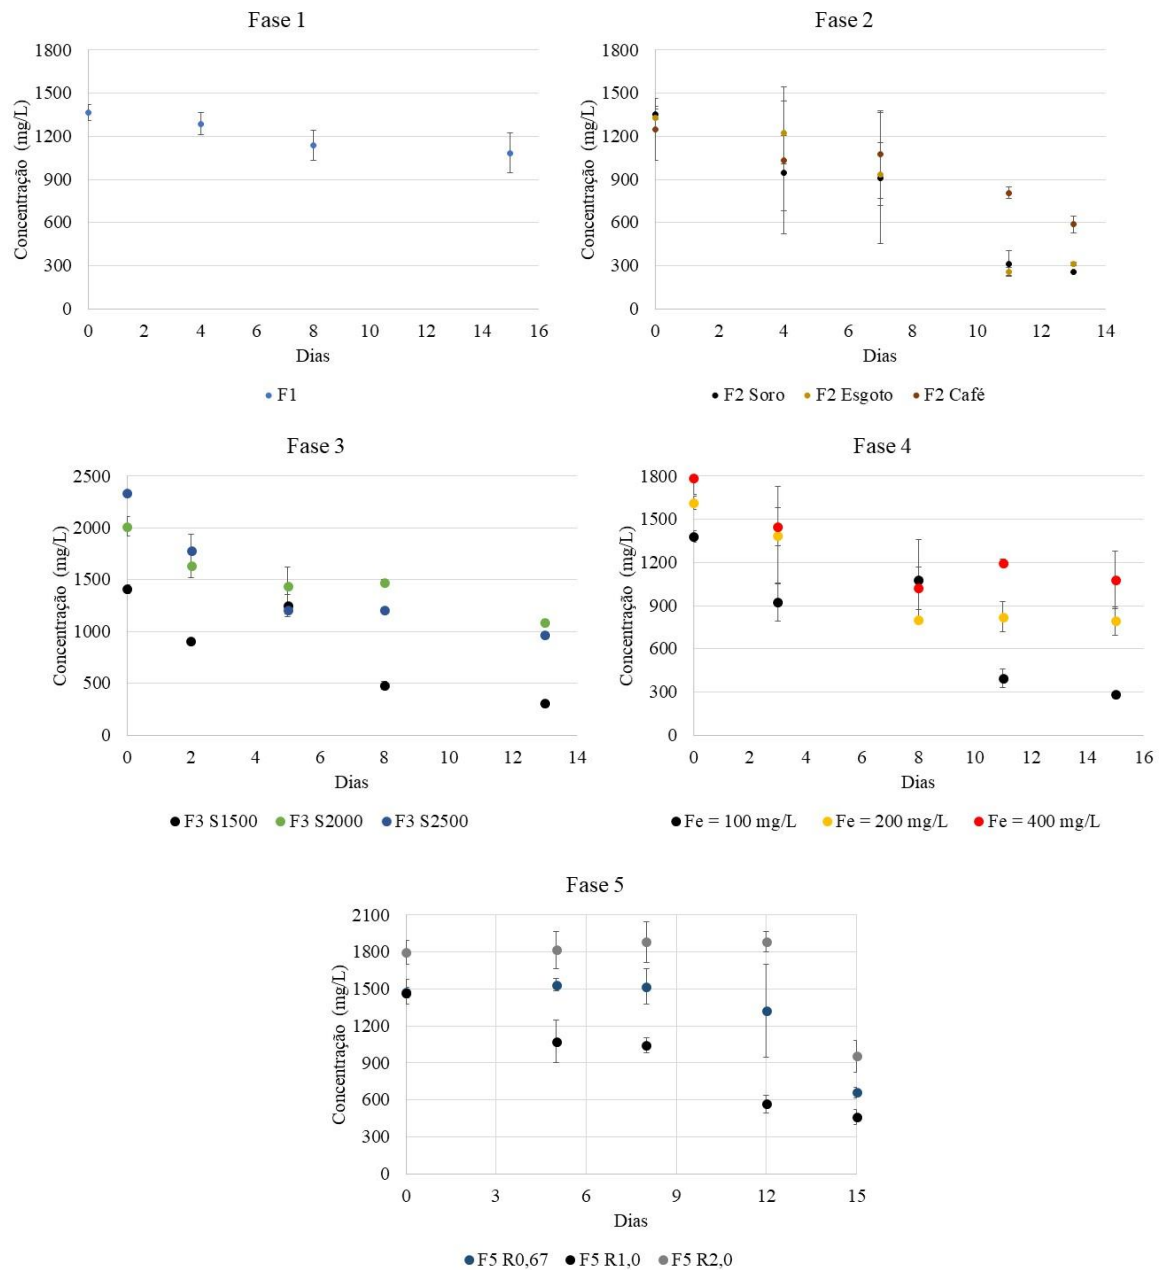 Fase 1
Concentração (mg/L)
1800
1500
1200
900
600
300
0
0 2 4 6 8 10 12 14 16
Dias
F1
Fase 2
Concentração (mg/L)
1800
1500
1200
900
600
300
0
0 2 4 6 8 10 12 14
Dias
F2 Soro F2 Esgoto F2 Café
Fase 3
Concentração (mg/L)
2500
2000
1500
1000
500
0
0 2 4 6 8 10 12 14
Dias
F3 S1500 F3 S2000 F3 S2500
Fase 4
Concentração (mg/L)
1800
1500
1200
900
600
300
0
0 2 4 6 8 10 12 14 16
Dias
Fe = 100 mg/L Fe = 200 mg/L Fe = 400 mg/L
Fase 5
Concentração (mg/L)
2100
1800
1500
1200
900
600
300
0
0 3 6 9 12 15
Dias
F5 R0,67 F5 R1,0 F5 R2,0